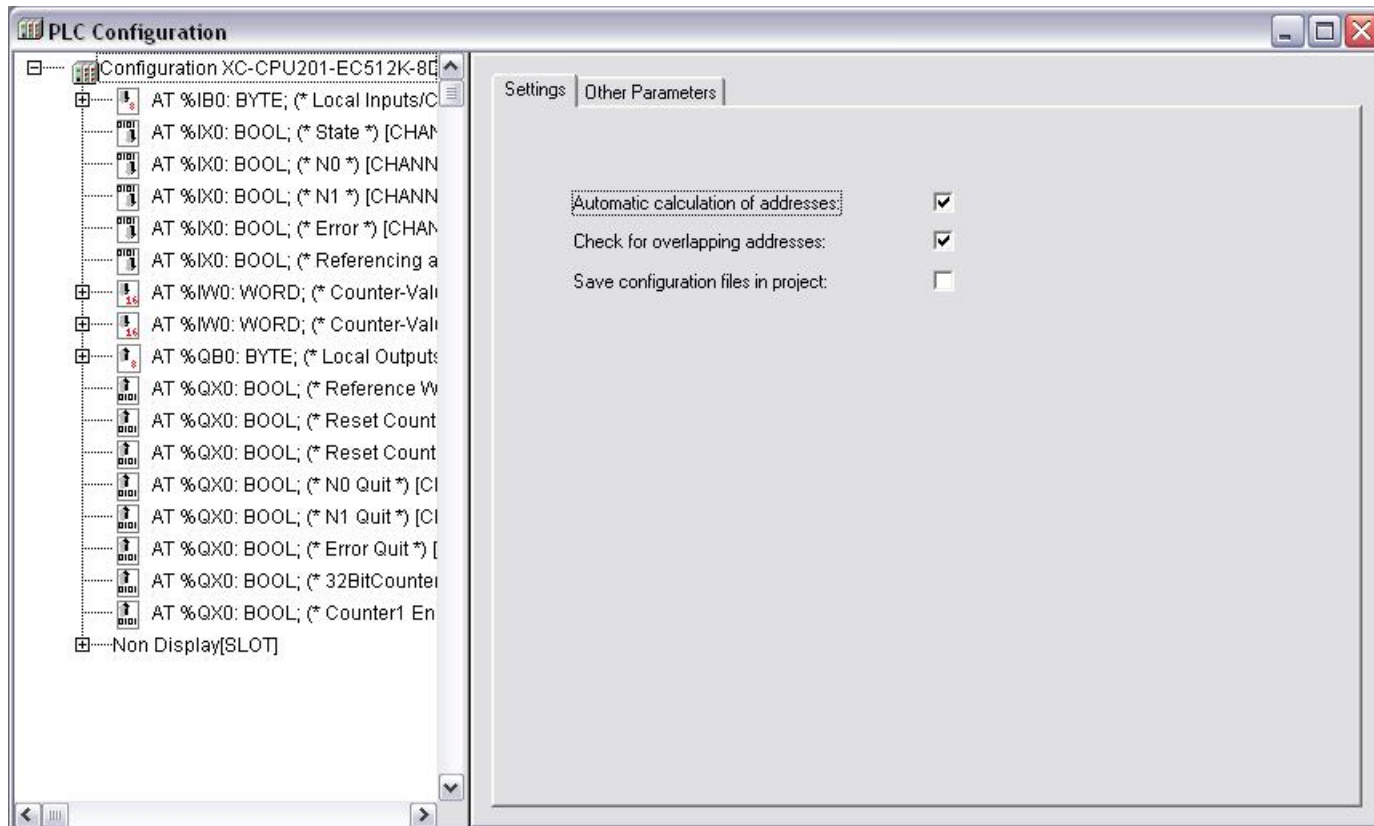 PLC Configuration
Configuration XC-CPU201-EC512K-8D
AT %IB0: BYTE; (* Local Inputs/C
AT %IX0: BOOL; (* State *) [CHAN
AT %IX0: BOOL; (* N0 *) [CHANN
AT %IX0: BOOL; (* N1 *) [CHANN
AT %IX0: BOOL; (* Error *) [CHAN
AT %IX0: BOOL; (* Referencing a
AT %IW0: WORD; (* Counter-Valu
AT %IW0: WORD; (* Counter-Valu
AT %QB0: BYTE; (* Local Outputs
AT %QX0: BOOL; (* Reference W
AT %QX0: BOOL; (* Reset Count
AT %QX0: BOOL; (* Reset Count
AT %QX0: BOOL; (* N0 Quit *) [CH
AT %QX0: BOOL; (* N1 Quit *) [CH
AT %QX0: BOOL; (* Error Quit *) [
AT %QX0: BOOL; (* 32BitCounter
AT %QX0: BOOL; (* Counter1 En
Non Display[SLOT]
Settings
Other Parameters
Automatic calculation of addresses:
Check for overlapping addresses:
Save configuration files in project: